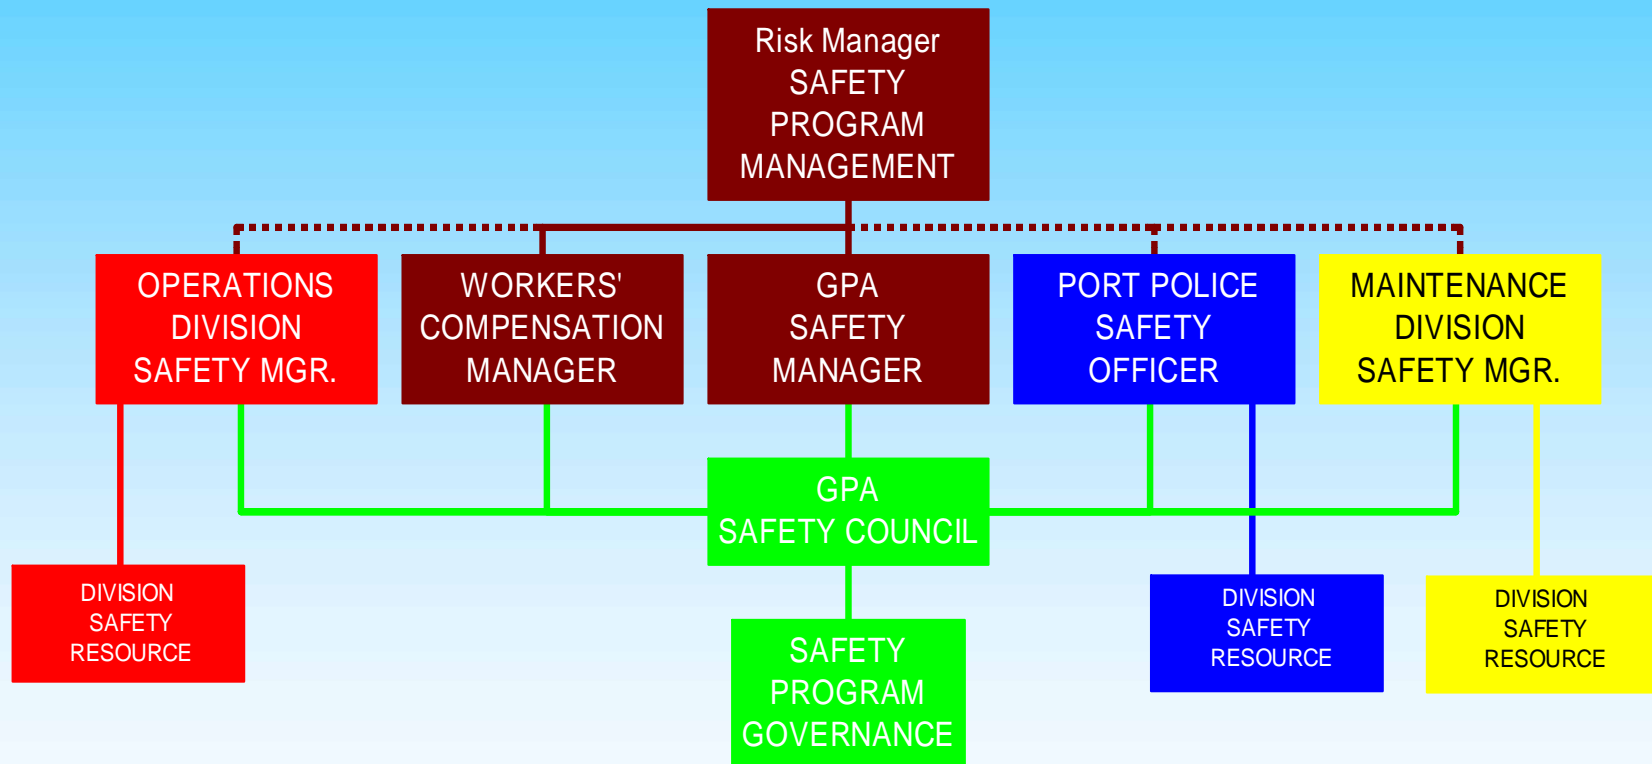 Risk Manager
SAFETY
PROGRAM
MANAGEMENT
OPERATIONS
DIVISION
SAFETY MGR.
WORKERS'
COMPENSATION
MANAGER
GPA
SAFETY
MANAGER
PORT POLICE
SAFETY
OFFICER
MAINTENANCE
DIVISION
SAFETY MGR.
GPA
SAFETY COUNCIL
DIVISION
SAFETY
RESOURCE
SAFETY
PROGRAM
GOVERNANCE
DIVISION
SAFETY
RESOURCE
DIVISION
SAFETY
RESOURCE